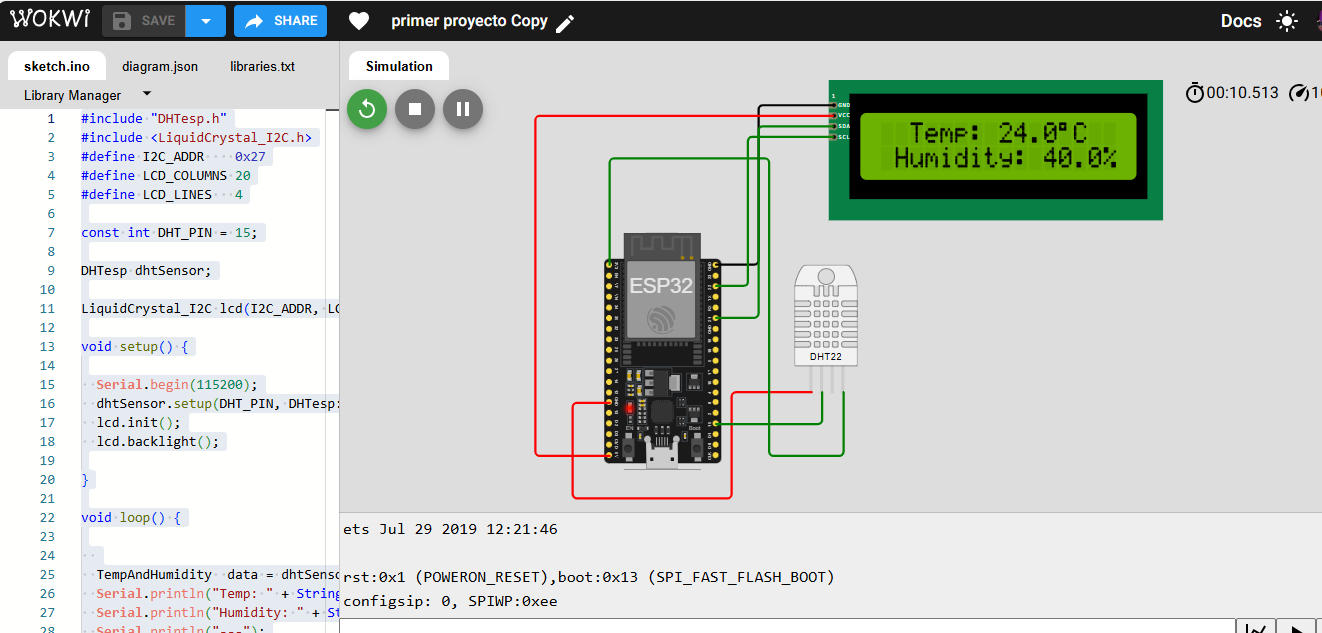 WOKWI SAVE SHARE primer proyecto Copy Docs
sketch.ino diagram.json libraries.txt Simulation
Library Manager
00:10.513 10
1 #include "DHTesp.h"
2 #include <LiquidCrystal_I2C.h>
3 #define I2C_ADDR 0x27
4 #define LCD_COLUMNS 20
5 #define LCD_LINES 4
6
7 const int DHT_PIN = 15;
8
9 DHTesp dhtSensor;
10
11 LiquidCrystal_I2C lcd(I2C_ADDR, LC
12
13 void setup() {
14
15 Serial.begin(115200);
16 dhtSensor.setup(DHT_PIN, DHTesp:
17 lcd.init();
18 lcd.backlight();
19
20 }
21
22 void loop() {
23
24
25 TempAndHumidity data = dhtSenso
26 Serial.println("Temp: " + String
27 Serial.println("Humidity: " + St
28 Serial.println("---");
1
GND
VCC
SDA
SCL
Temp: 24.0°C
Humidity: 40.0%
ESP32
DHT22
EN
Boot
ets Jul 29 2019 12:21:46
rst:0x1 (POWERON_RESET),boot:0x13 (SPI_FAST_FLASH_BOOT)
configsip: 0, SPIWP:0xee